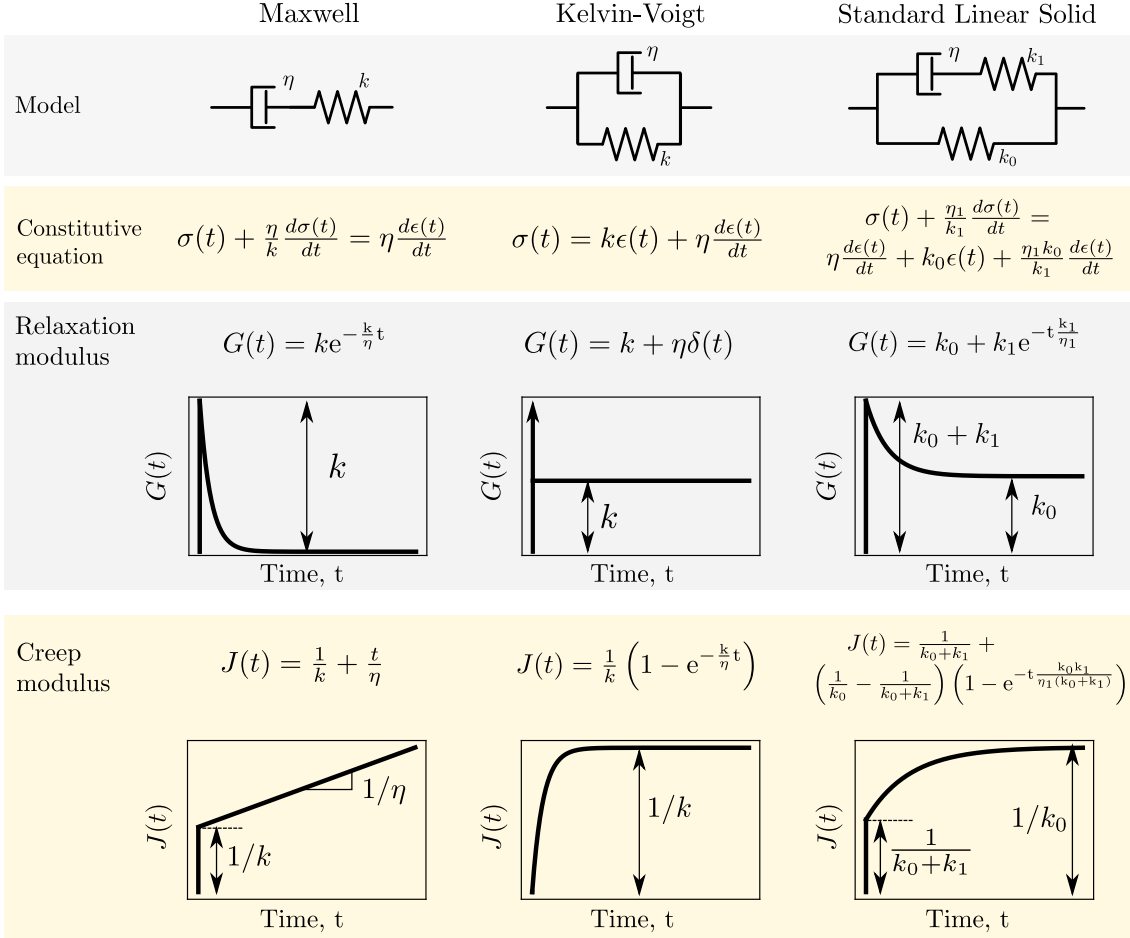 Maxwell Kelvin-Voigt Standard Linear Solid
Model
η k
η
k
η k₁
k₀
Constitutive
equation
σ(t) + η/k dσ(t)/dt = η dϵ(t)/dt
σ(t) = kϵ(t) + η dϵ(t)/dt
σ(t) + η₁/k₁ dσ(t)/dt =
η dϵ(t)/dt + k₀ϵ(t) + η₁k₀/k₁ dϵ(t)/dt
Relaxation
modulus
G(t) = ke^(−k/η t)
G(t) = k + ηδ(t)
G(t) = k₀ + k₁e^(−t k₁/η₁)
G(t)
k
Time, t
G(t)
k
Time, t
G(t)
k₀ + k₁
k₀
Time, t
Creep
modulus
J(t) = 1/k + t/η
J(t) = 1/k (1 − e^(−k/η t))
J(t) = 1/(k₀+k₁) +
(1/k₀ − 1/(k₀+k₁)) (1 − e^(−t k₀k₁/(η₁(k₀+k₁))))
J(t)
1/η
1/k
Time, t
J(t)
1/k
Time, t
J(t)
1/k₀
1/(k₀+k₁)
Time, t